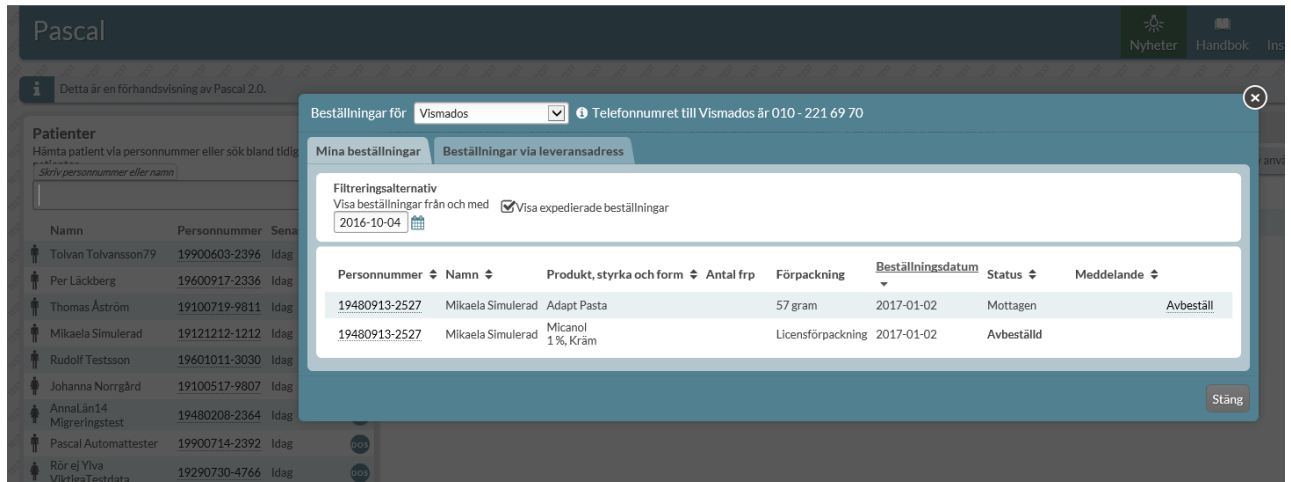 Pascal
Nyheter
Handbok
Ins
Detta är en förhandsvisning av Pascal 2.0.
Patienter
Hämta patient via personnummer eller sök bland tidig
Skriv personnummer eller namn
Namn Personnummer Sena
Tolvan Tolvansson79 19900603-2396 Idag
Per Läckberg 19600917-2336 Idag
Thomas Åström 19100719-9811 Idag
Mikaela Simulerad 19121212-1212 Idag
Rudolf Testsson 19601011-3030 Idag
Johanna Norrgård 19100517-9807 Idag
AnnaLän14
Migreringstest 19480208-2364 Idag
Pascal Automattester 19900714-2392 Idag DOS
Rör ej Ylva
ViktigaTestdata 19290730-4766 Idag DOS
Beställningar för Vismados Telefonnumret till Vismados är 010 - 221 69 70
Mina beställningar Beställningar via leveransadress
Filtreringsalternativ
Visa beställningar från och med Visa expedierade beställningar
2016-10-04
Personnummer Namn Produkt, styrka och form Antal frp Förpackning Beställningsdatum Status Meddelande
19480913-2527 Mikaela Simulerad Adapt Pasta 57 gram 2017-01-02 Mottagen Avbeställ
19480913-2527 Mikaela Simulerad Micanol
1 %, Kräm Licensförpackning 2017-01-02 Avbeställd
Stäng